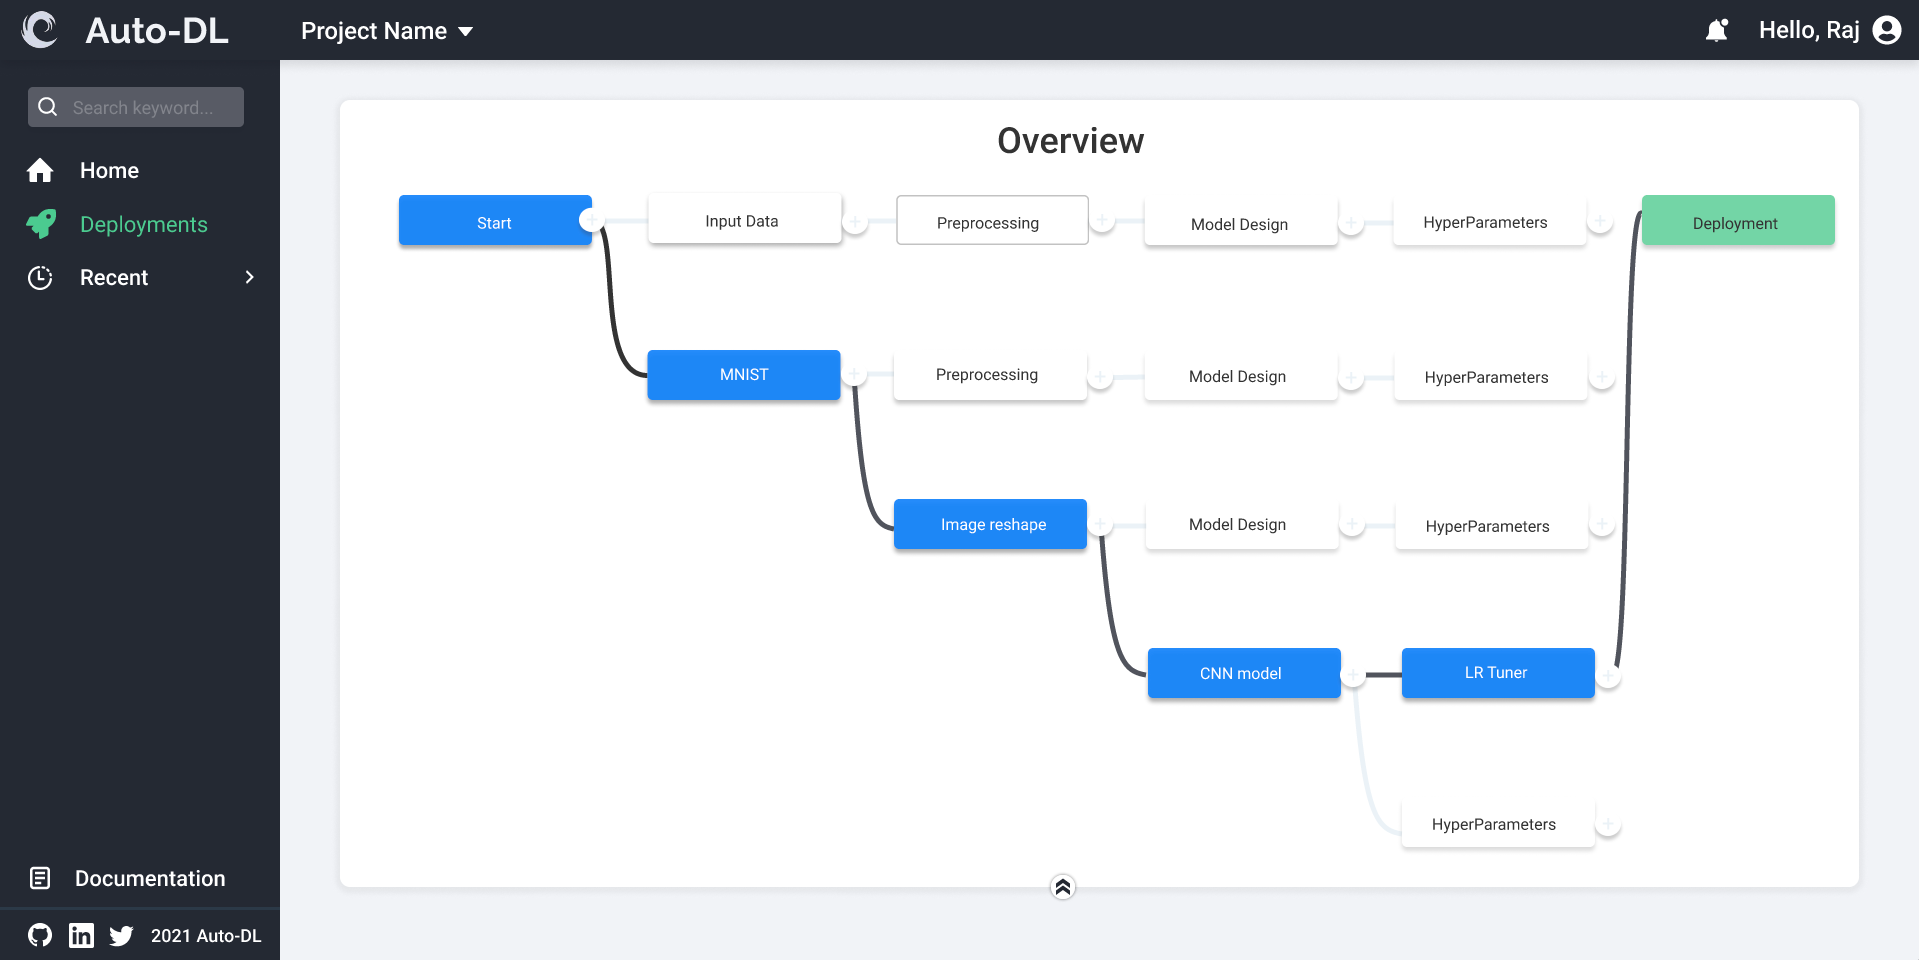 Auto-DL
Project Name
Hello, Raj
Search keyword...
Home
Deployments
Recent
Overview
Start
Input Data
Preprocessing
Model Design
HyperParameters
Deployment
MNIST
Preprocessing
Model Design
HyperParameters
Image reshape
Model Design
HyperParameters
CNN model
LR Tuner
HyperParameters
Documentation
2021 Auto-DL